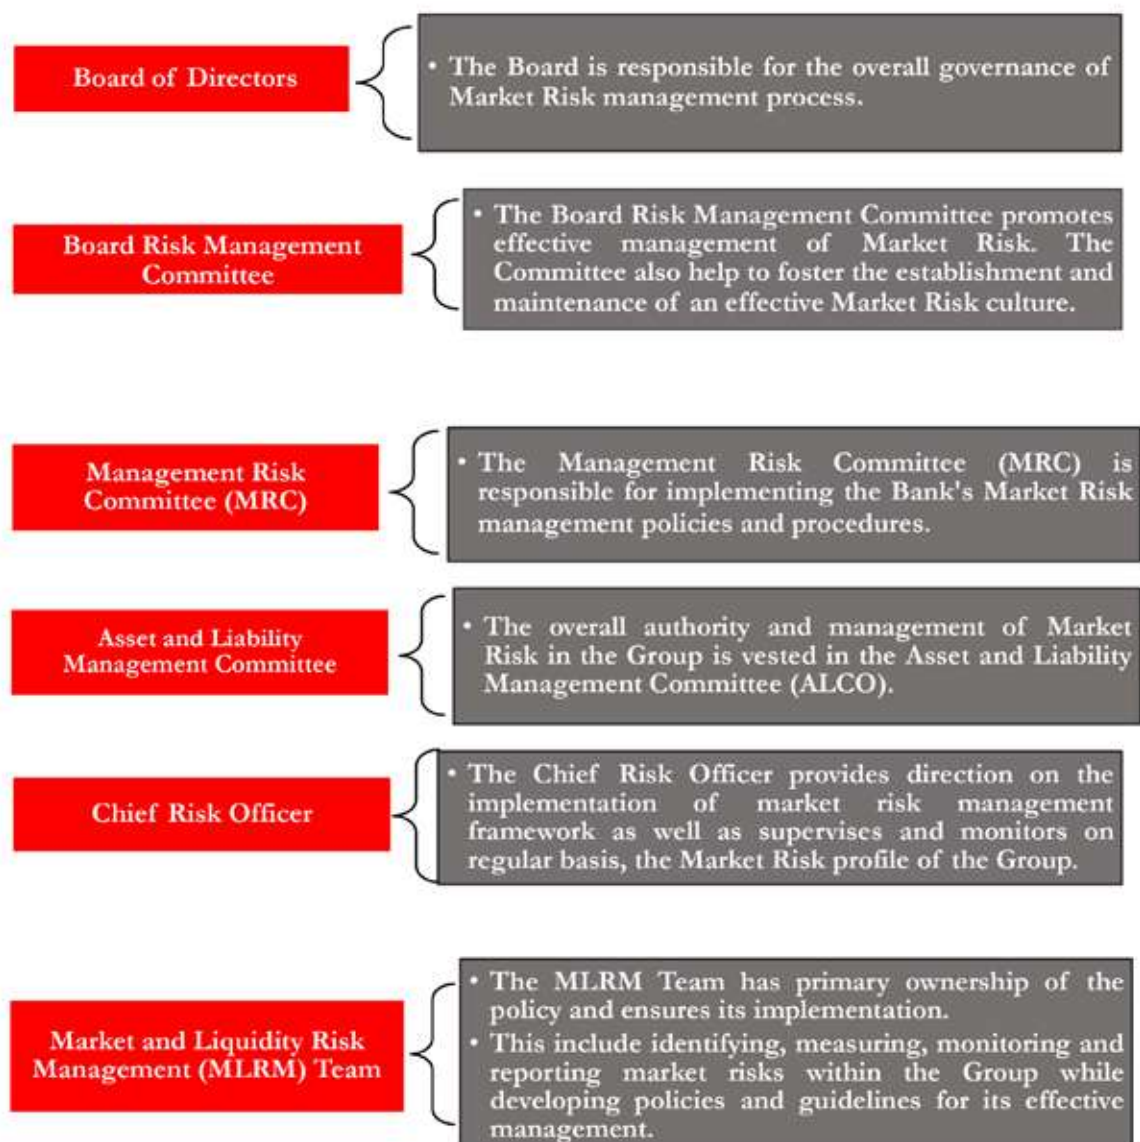 Board of Directors
• The Board is responsible for the overall governance of
Market Risk management process.
Board Risk Management
Committee
• The Board Risk Management Committee promotes
effective management of Market Risk. The
Committee also help to foster the establishment and
maintenance of an effective Market Risk culture.
Management Risk
Committee (MRC)
• The Management Risk Committee (MRC) is
responsible for implementing the Bank's Market Risk
management policies and procedures.
Asset and Liability
Management Committee
• The overall authority and management of Market
Risk in the Group is vested in the Asset and Liability
Management Committee (ALCO).
Chief Risk Officer
• The Chief Risk Officer provides direction on the
implementation of market risk management
framework as well as supervises and monitors on
regular basis, the Market Risk profile of the Group.
Market and Liquidity Risk
Management (MLRM) Team
• The MLRM Team has primary ownership of the
policy and ensures its implementation.
• This include identifying, measuring, monitoring and
reporting market risks within the Group while
developing policies and guidelines for its effective
management.